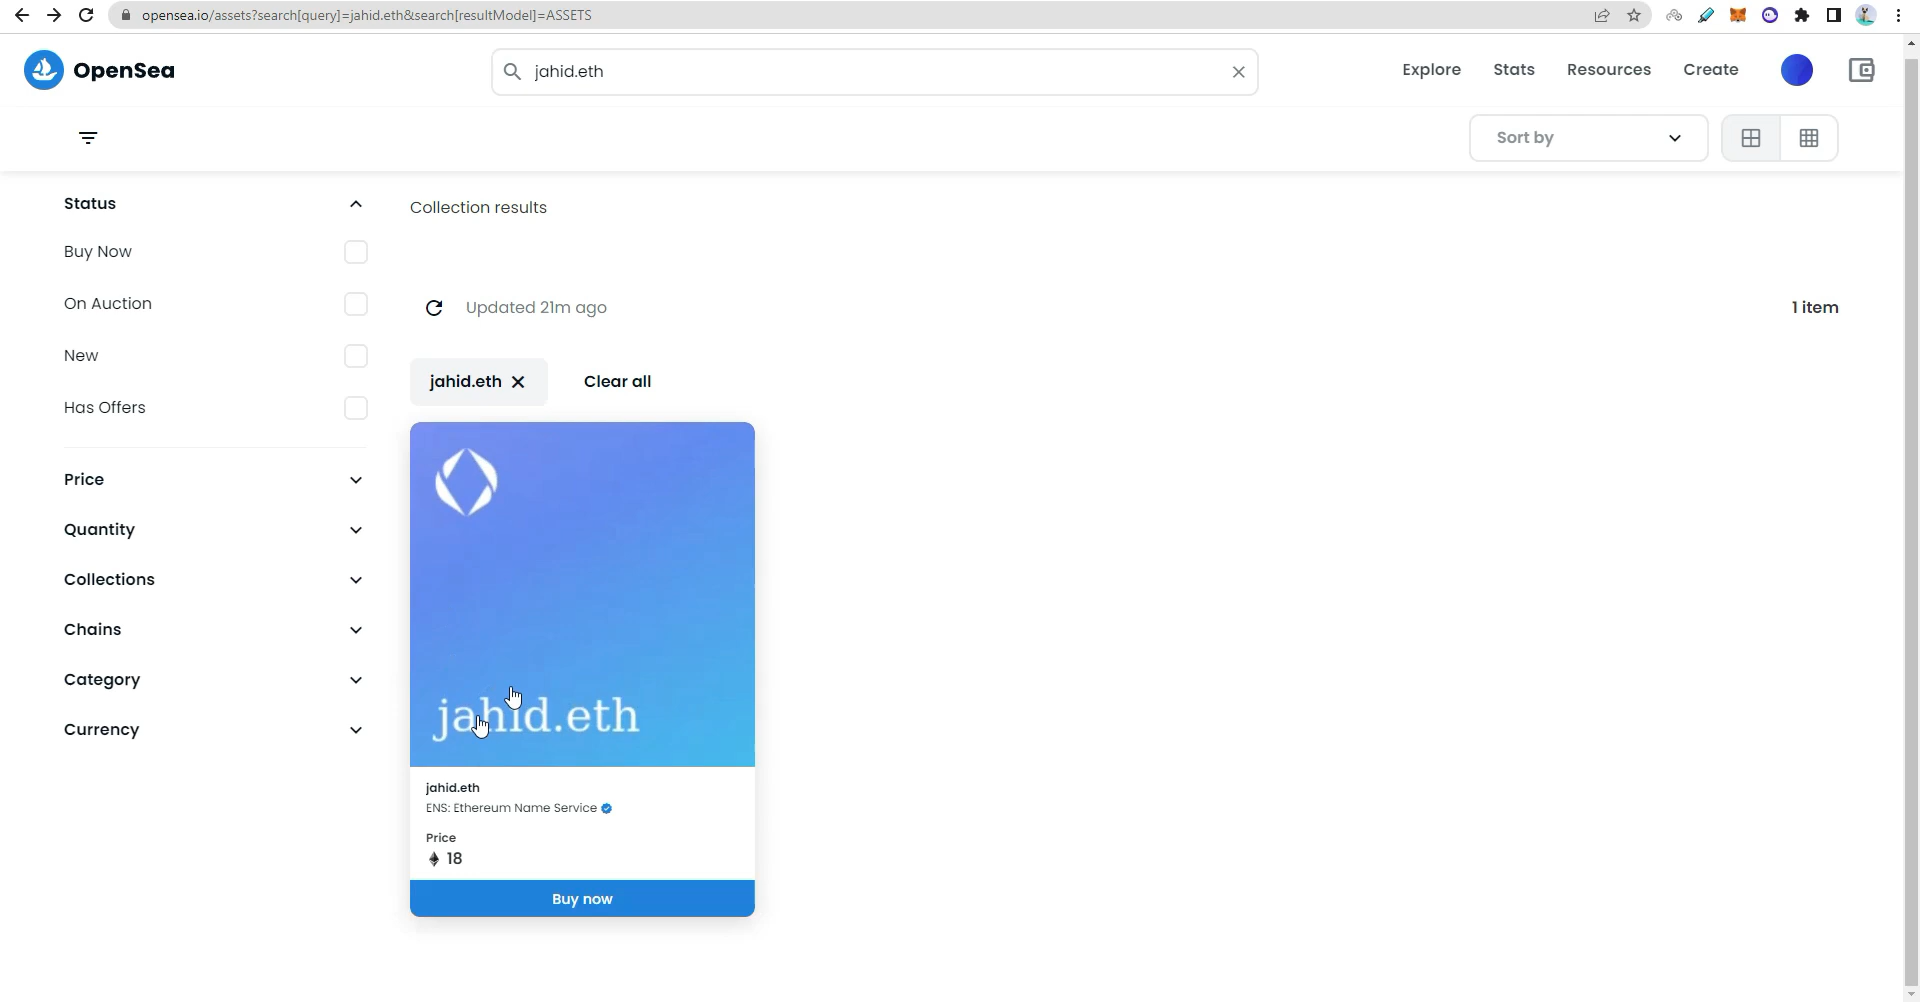 opensea.io/assets?search[query]=jahid.eth&search[resultModel]=ASSETS
OpenSea
jahid.eth
Explore
Stats
Resources
Create
Sort by
Status
Buy Now
On Auction
New
Has Offers
Price
Quantity
Collections
Chains
Category
Currency
Collection results
Updated 21m ago
1 item
jahid.eth
Clear all
jahid.eth
jahid.eth
ENS: Ethereum Name Service
Price
18
Buy now